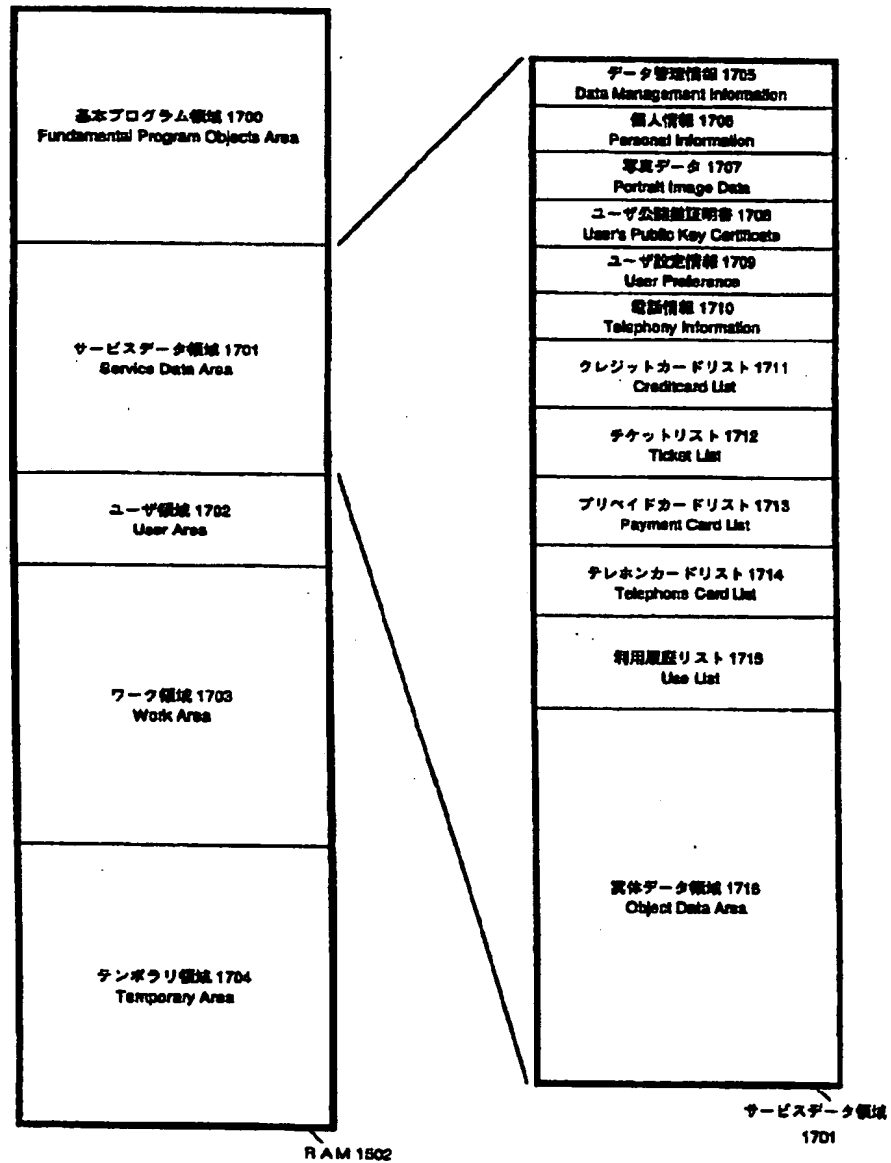 基本プログラム領域 1700
Fundamental Program Objects Area
サービスデータ領域 1701
Service Data Area
ユーザ領域 1702
User Area
ワーク領域 1703
Work Area
テンポラリ領域 1704
Temporary Area
RAM 1502
データ管理情報 1705
Data Management Information
個人情報 1706
Personal Information
写真データ 1707
Portrait Image Data
ユーザ公開鍵証明書 1708
User's Public Key Certificate
ユーザ設定情報 1709
User Preference
電話情報 1710
Telephony Information
クレジットカードリスト 1711
Creditcard List
チケットリスト 1712
Ticket List
プリペイドカードリスト 1713
Payment Card List
テレホンカードリスト 1714
Telephone Card List
利用履歴リスト 1715
Use List
実体データ領域 1716
Object Data Area
サービスデータ領域
1701